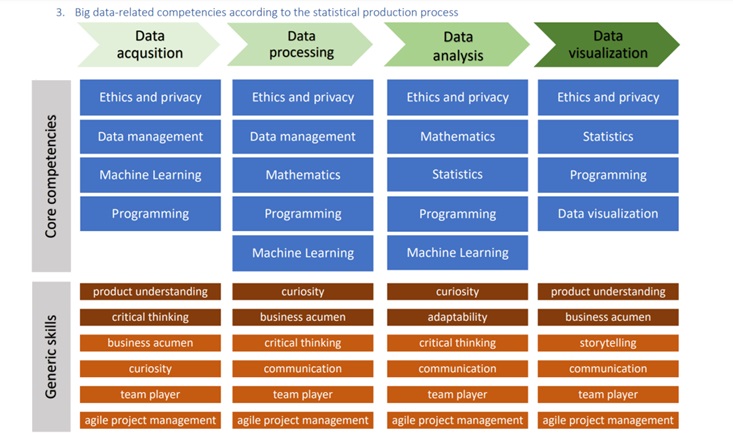 3. Big data-related competencies according to the statistical production process
Data
acqusition
Data
processing
Data
analysis
Data
visualization
Core competencies
Ethics and privacy
Data management
Machine Learning
Programming
Ethics and privacy
Data management
Mathematics
Programming
Machine Learning
Ethics and privacy
Mathematics
Statistics
Programming
Machine Learning
Ethics and privacy
Statistics
Programming
Data visualization
Generic skills
product understanding
critical thinking
business acumen
curiosity
team player
agile project management
curiosity
business acumen
critical thinking
communication
team player
agile project management
curiosity
adaptability
critical thinking
communication
team player
agile project management
product understanding
business acumen
storytelling
communication
team player
agile project management